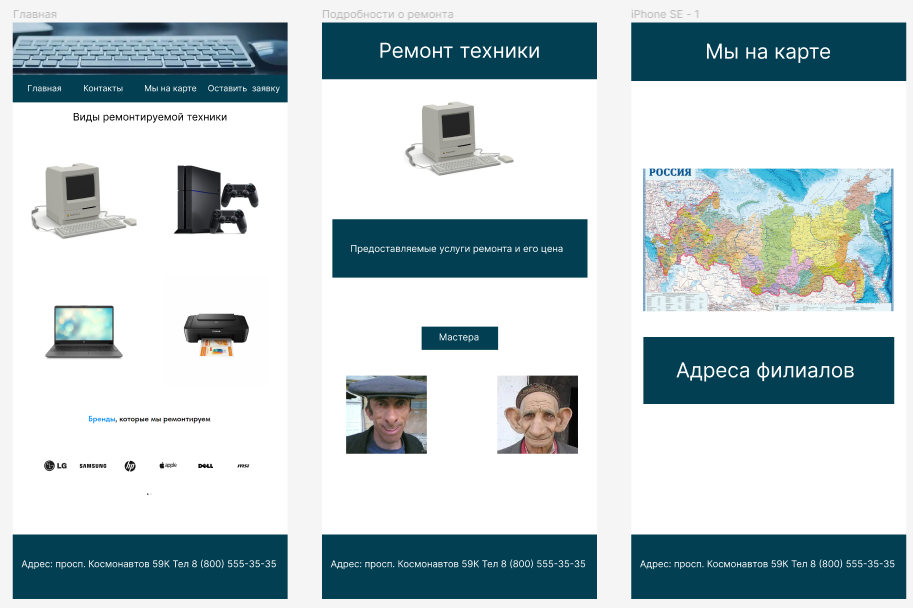 Главная
Главная Контакты Мы на карте Оставить заявку
Виды ремонтируемой техники
Бренды, которые мы ремонтируем
LG SAMSUNG hp apple DELL msi
Адрес: просп. Космонавтов 59К Тел 8 (800) 555-35-35
Подробности о ремонта
Ремонт техники
Предоставляемые услуги ремонта и его цена
Мастера
Адрес: просп. Космонавтов 59К Тел 8 (800) 555-35-35
iPhone SE - 1
Мы на карте
РОССИЯ
Адреса филиалов
Адрес: просп. Космонавтов 59К Тел 8 (800) 555-35-35